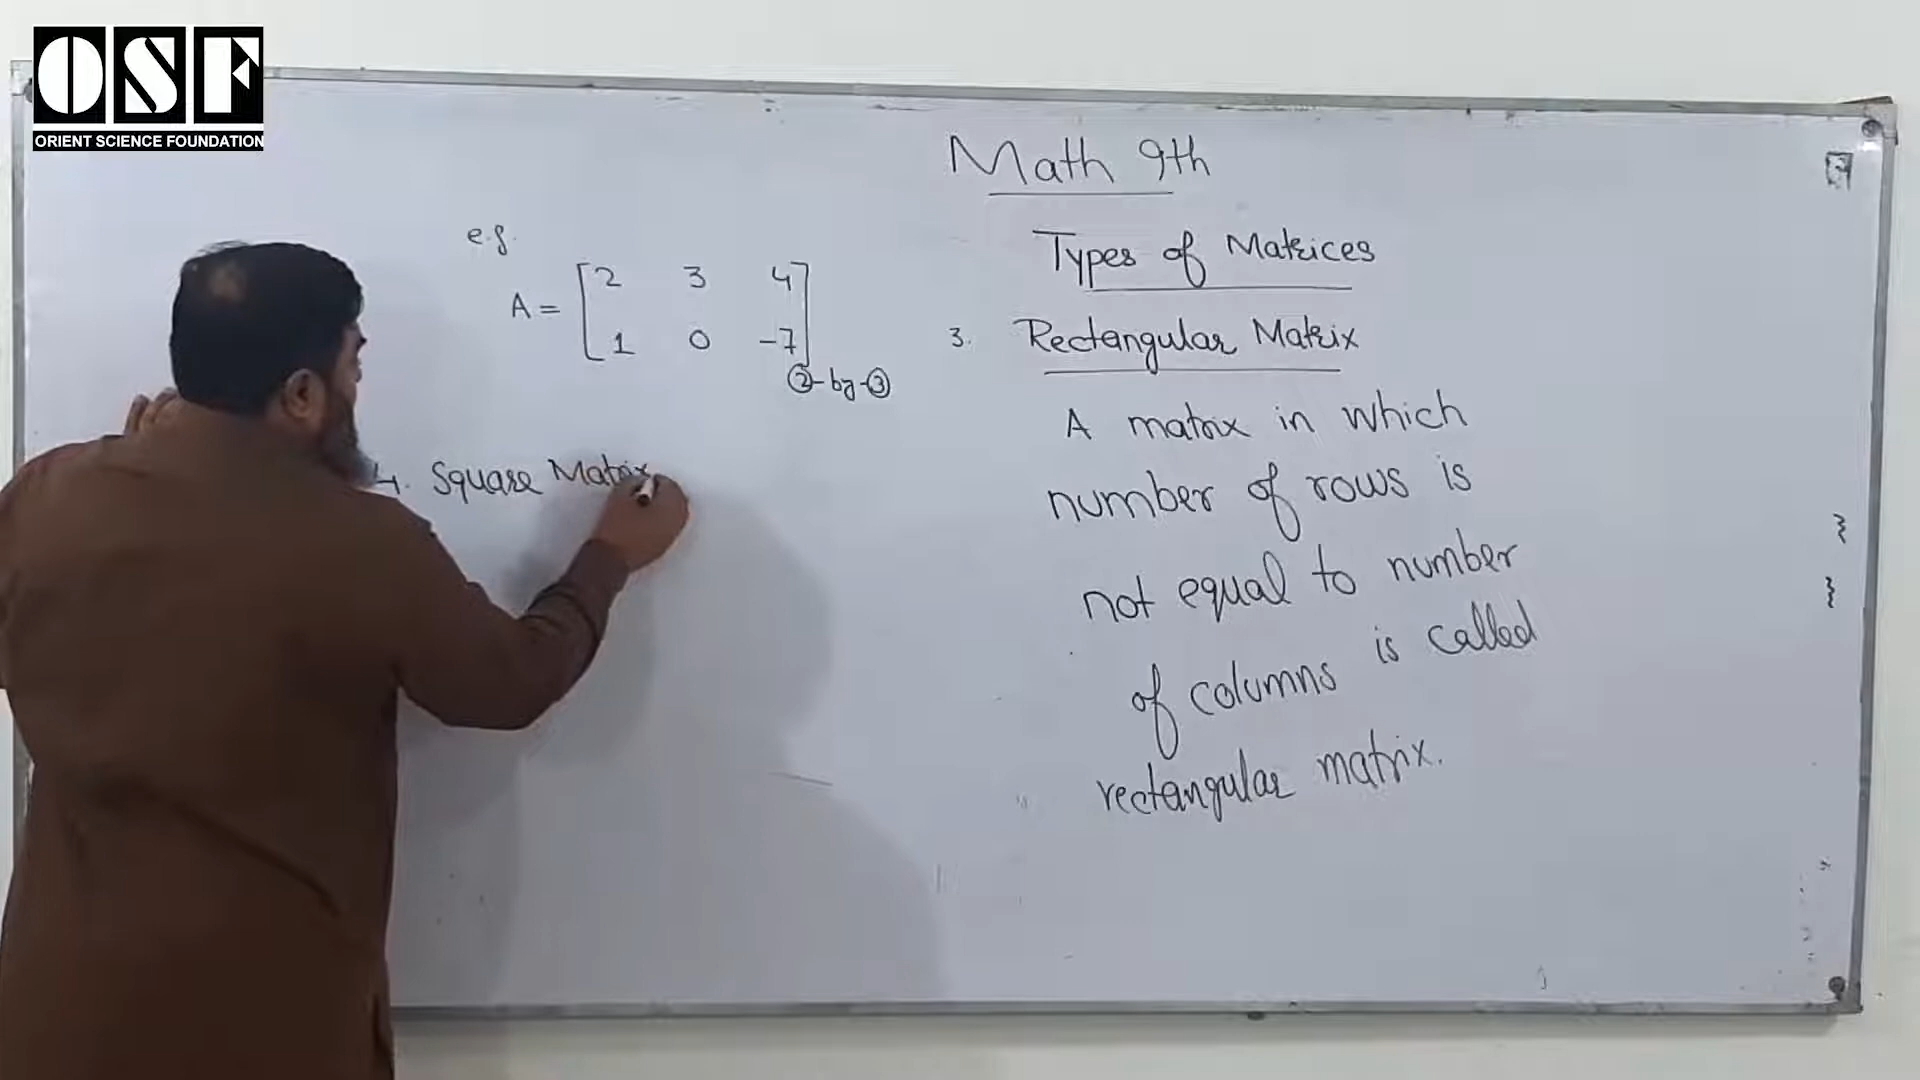 OSF
ORIENT SCIENCE FOUNDATION
Math 9th
Types of Matrices
3. Rectangular Matrix
A matrix in which
number of rows is
not equal to number
of columns is called
rectangular matrix.
e.g.
A = [2 3 4
1 0 -7]
2-by-3
4. Square Matrix